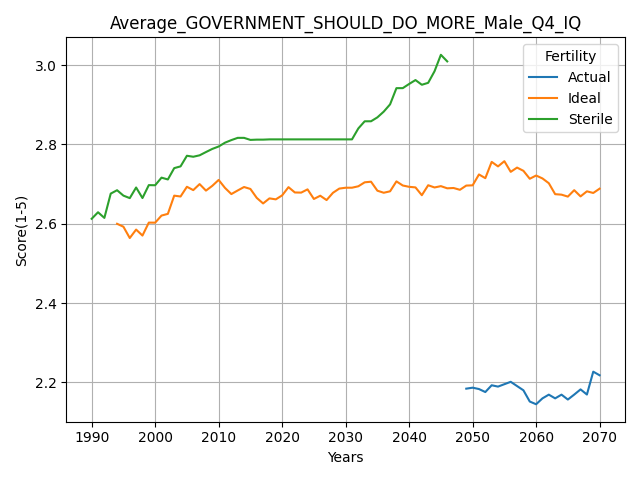 Average_GOVERNMENT_SHOULD_DO_MORE_Male_Q4_IQ
Fertility
Actual
Ideal
Sterile
Score(1-5)
3.0
2.8
2.6
2.4
2.2
1990 2000 2010 2020 2030 2040 2050 2060 2070
Years